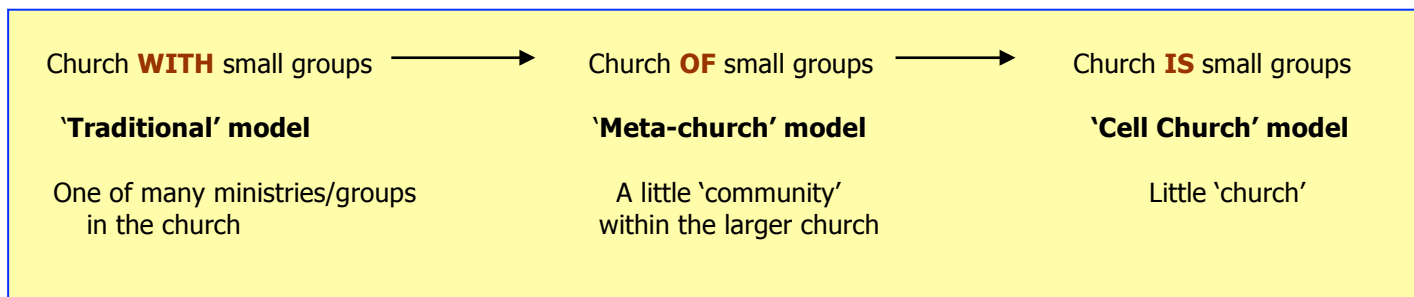 Church WITH small groups
Church OF small groups
Church IS small groups
‘Traditional’ model
‘Meta-church’ model
‘Cell Church’ model
One of many ministries/groups
in the church
A little ‘community’
within the larger church
Little ‘church’